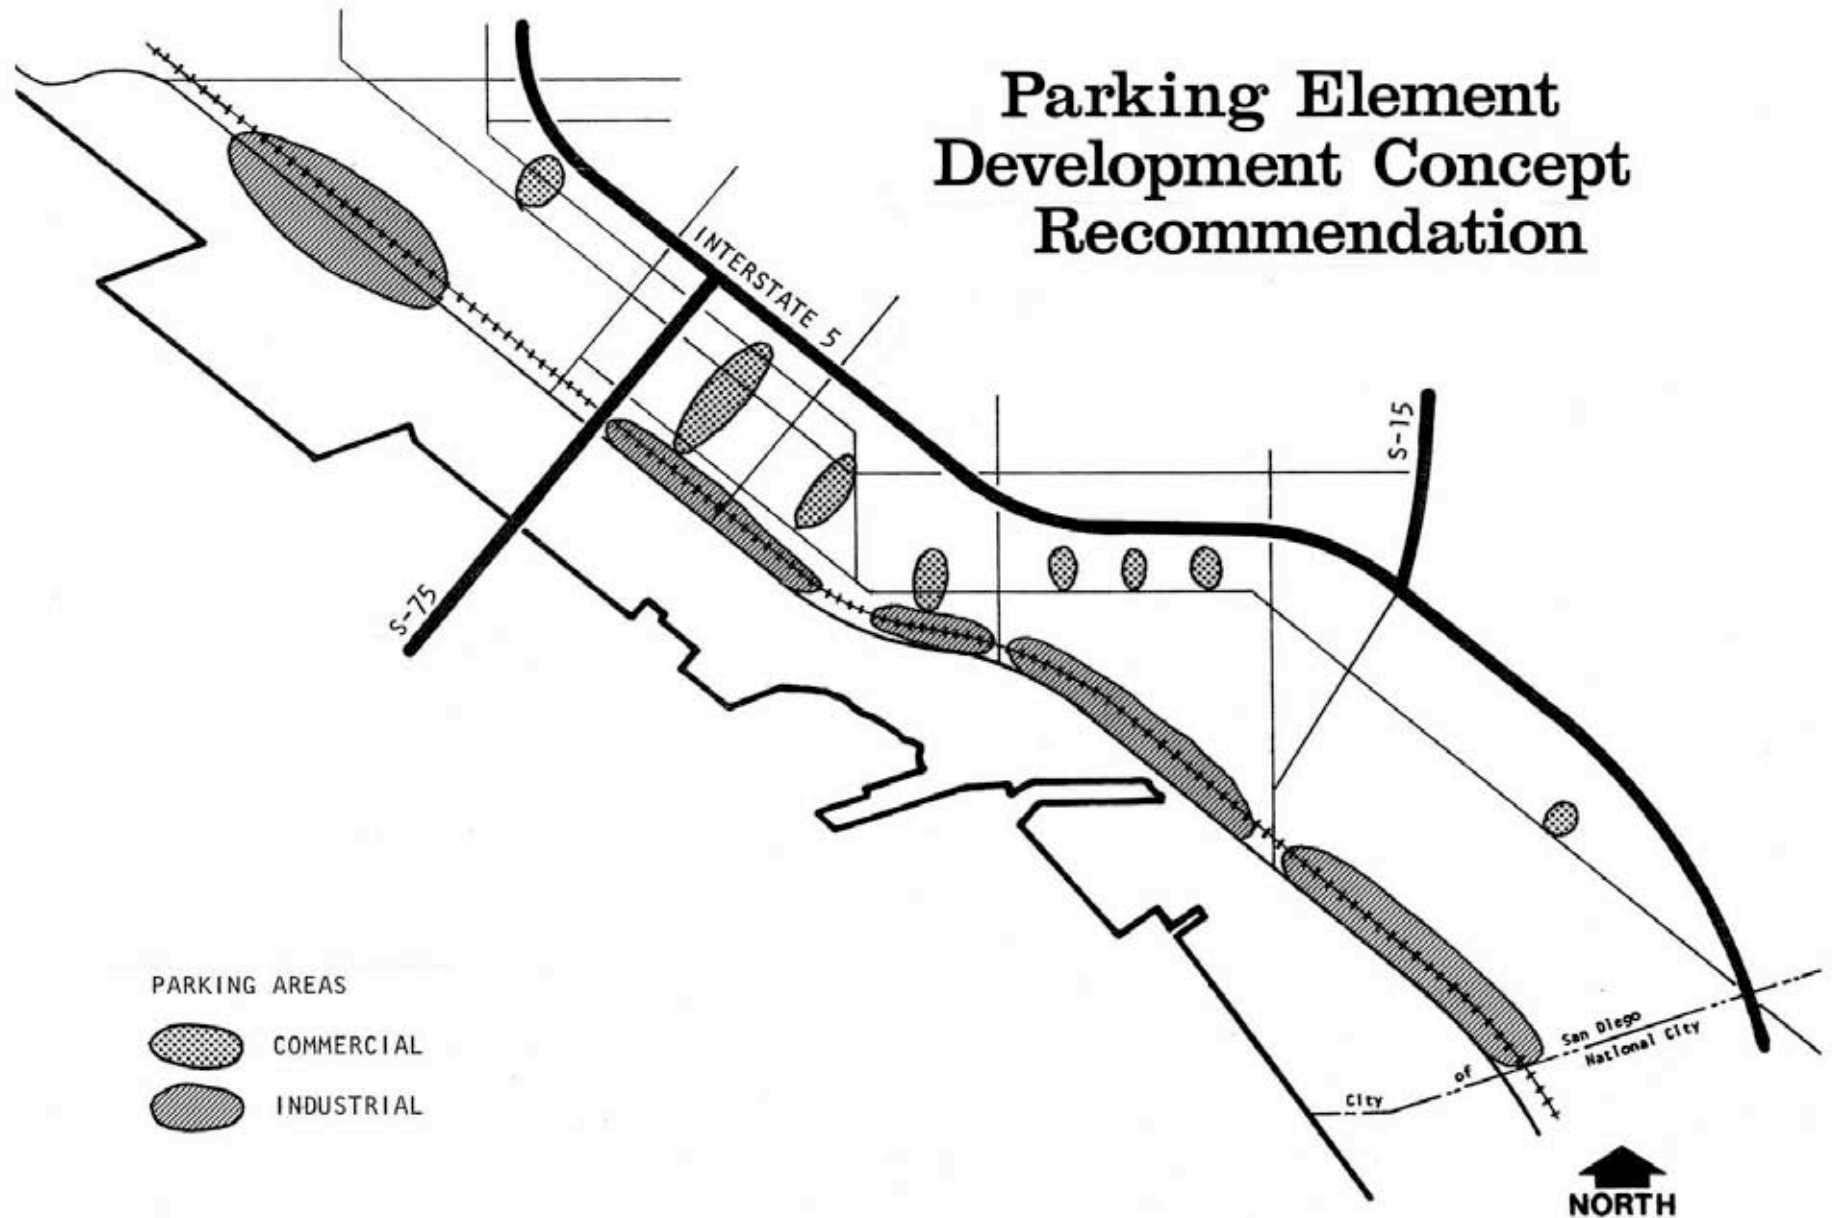 Parking Element
Development Concept
Recommendation
INTERSTATE 5
S-15
S-75
San Diego
City of National City
PARKING AREAS
COMMERCIAL
INDUSTRIAL
NORTH